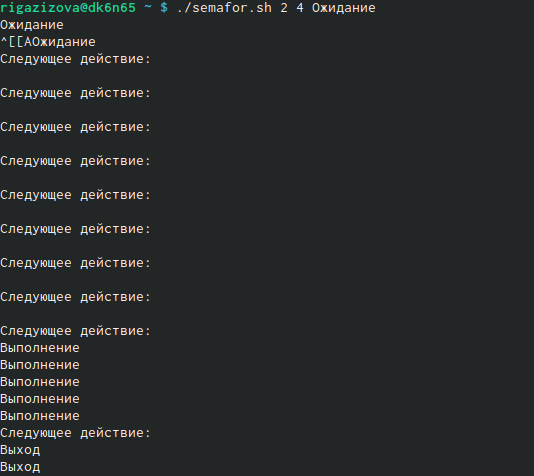 rigazizova@dk6n65 ~ $ ./semafor.sh 2 4 Ожидание
Ожидание
^[[AОжидание
Следующее действие:
Следующее действие:
Следующее действие:
Следующее действие:
Следующее действие:
Следующее действие:
Следующее действие:
Следующее действие:
Следующее действие:
Выполнение
Выполнение
Выполнение
Выполнение
Выполнение
Следующее действие:
Выход
Выход